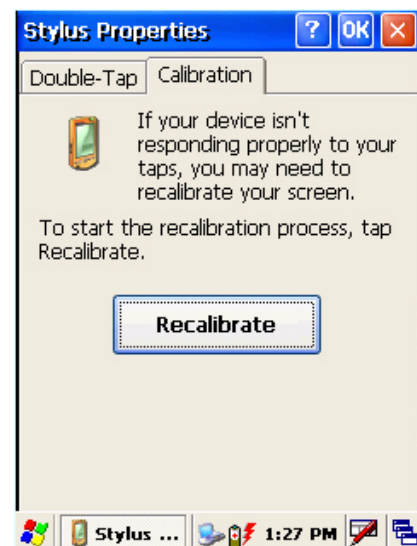 Stylus Properties ? OK ×
Double-Tap Calibration
If your device isn't
responding properly to your
taps, you may need to
recalibrate your screen.
To start the recalibration process, tap
Recalibrate.
Recalibrate
Stylus ... 1:27 PM